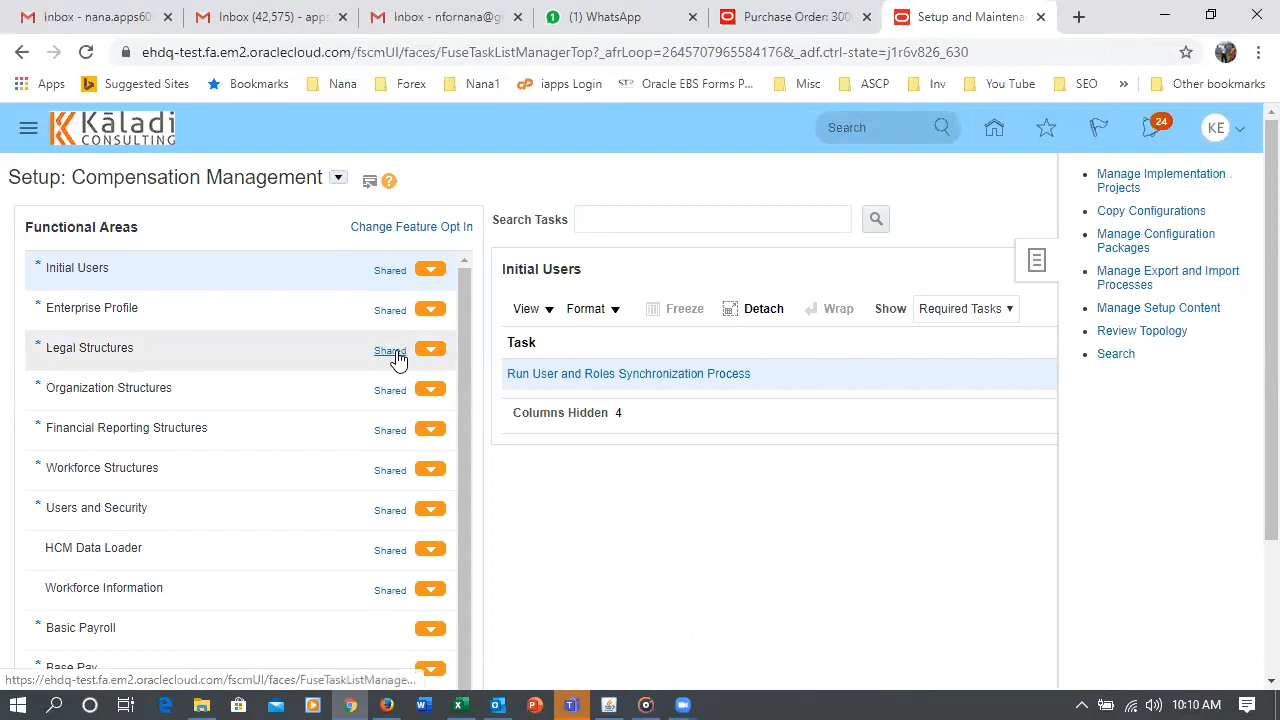 Inbox - nana.apps60
Inbox (42,575) - apps
Inbox - nfornana@g
(1) WhatsApp
Purchase Order: 300
Setup and Maintena
ehdq-test.fa.em2.oraclecloud.com/fscmUI/faces/FuseTaskListManagerTop?_afrLoop=26457079655841766&_adf.ctrl-state=j1r6v826_630
Apps
Suggested Sites
Bookmarks
Nana
Forex
Nana1
iapps Login
Oracle EBS Forms P...
Misc
ASCP
Inv
You Tube
SEO
Other bookmarks
Kaladi
CONSULTING
Search
24
KE
Setup: Compensation Management
Manage Implementation Projects
Copy Configurations
Manage Configuration Packages
Manage Export and Import Processes
Manage Setup Content
Review Topology
Search
Functional Areas
Change Feature Opt In
* Initial Users Shared
* Enterprise Profile Shared
* Legal Structures Shared
* Organization Structures Shared
* Financial Reporting Structures Shared
* Workforce Structures Shared
* Users and Security Shared
HCM Data Loader Shared
Workforce Information Shared
* Basic Payroll
* Base Pay
Search Tasks
Initial Users
View
Format
Freeze
Detach
Wrap
Show
Required Tasks
Task
Run User and Roles Synchronization Process
Columns Hidden 4
https://ehdq-test.fa.em2.oraclecloud.com/fscmUI/faces/FuseTaskListManage...
10:10 AM